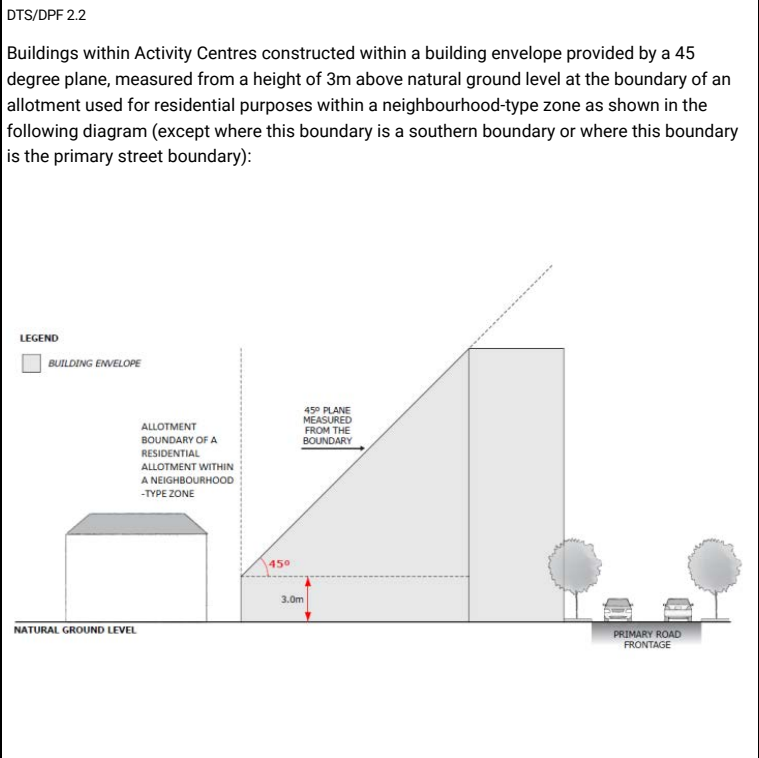 DTS/DPF 2.2
Buildings within Activity Centres constructed within a building envelope provided by a 45
degree plane, measured from a height of 3m above natural ground level at the boundary of an
allotment used for residential purposes within a neighbourhood-type zone as shown in the
following diagram (except where this boundary is a southern boundary or where this boundary
is the primary street boundary):
LEGEND
BUILDING ENVELOPE
ALLOTMENT
BOUNDARY OF A
RESIDENTIAL
ALLOTMENT WITHIN
A NEIGHBOURHOOD
-TYPE ZONE
45º PLANE
MEASURED
FROM THE
BOUNDARY
45º
3.0m
NATURAL GROUND LEVEL
PRIMARY ROAD
FRONTAGE